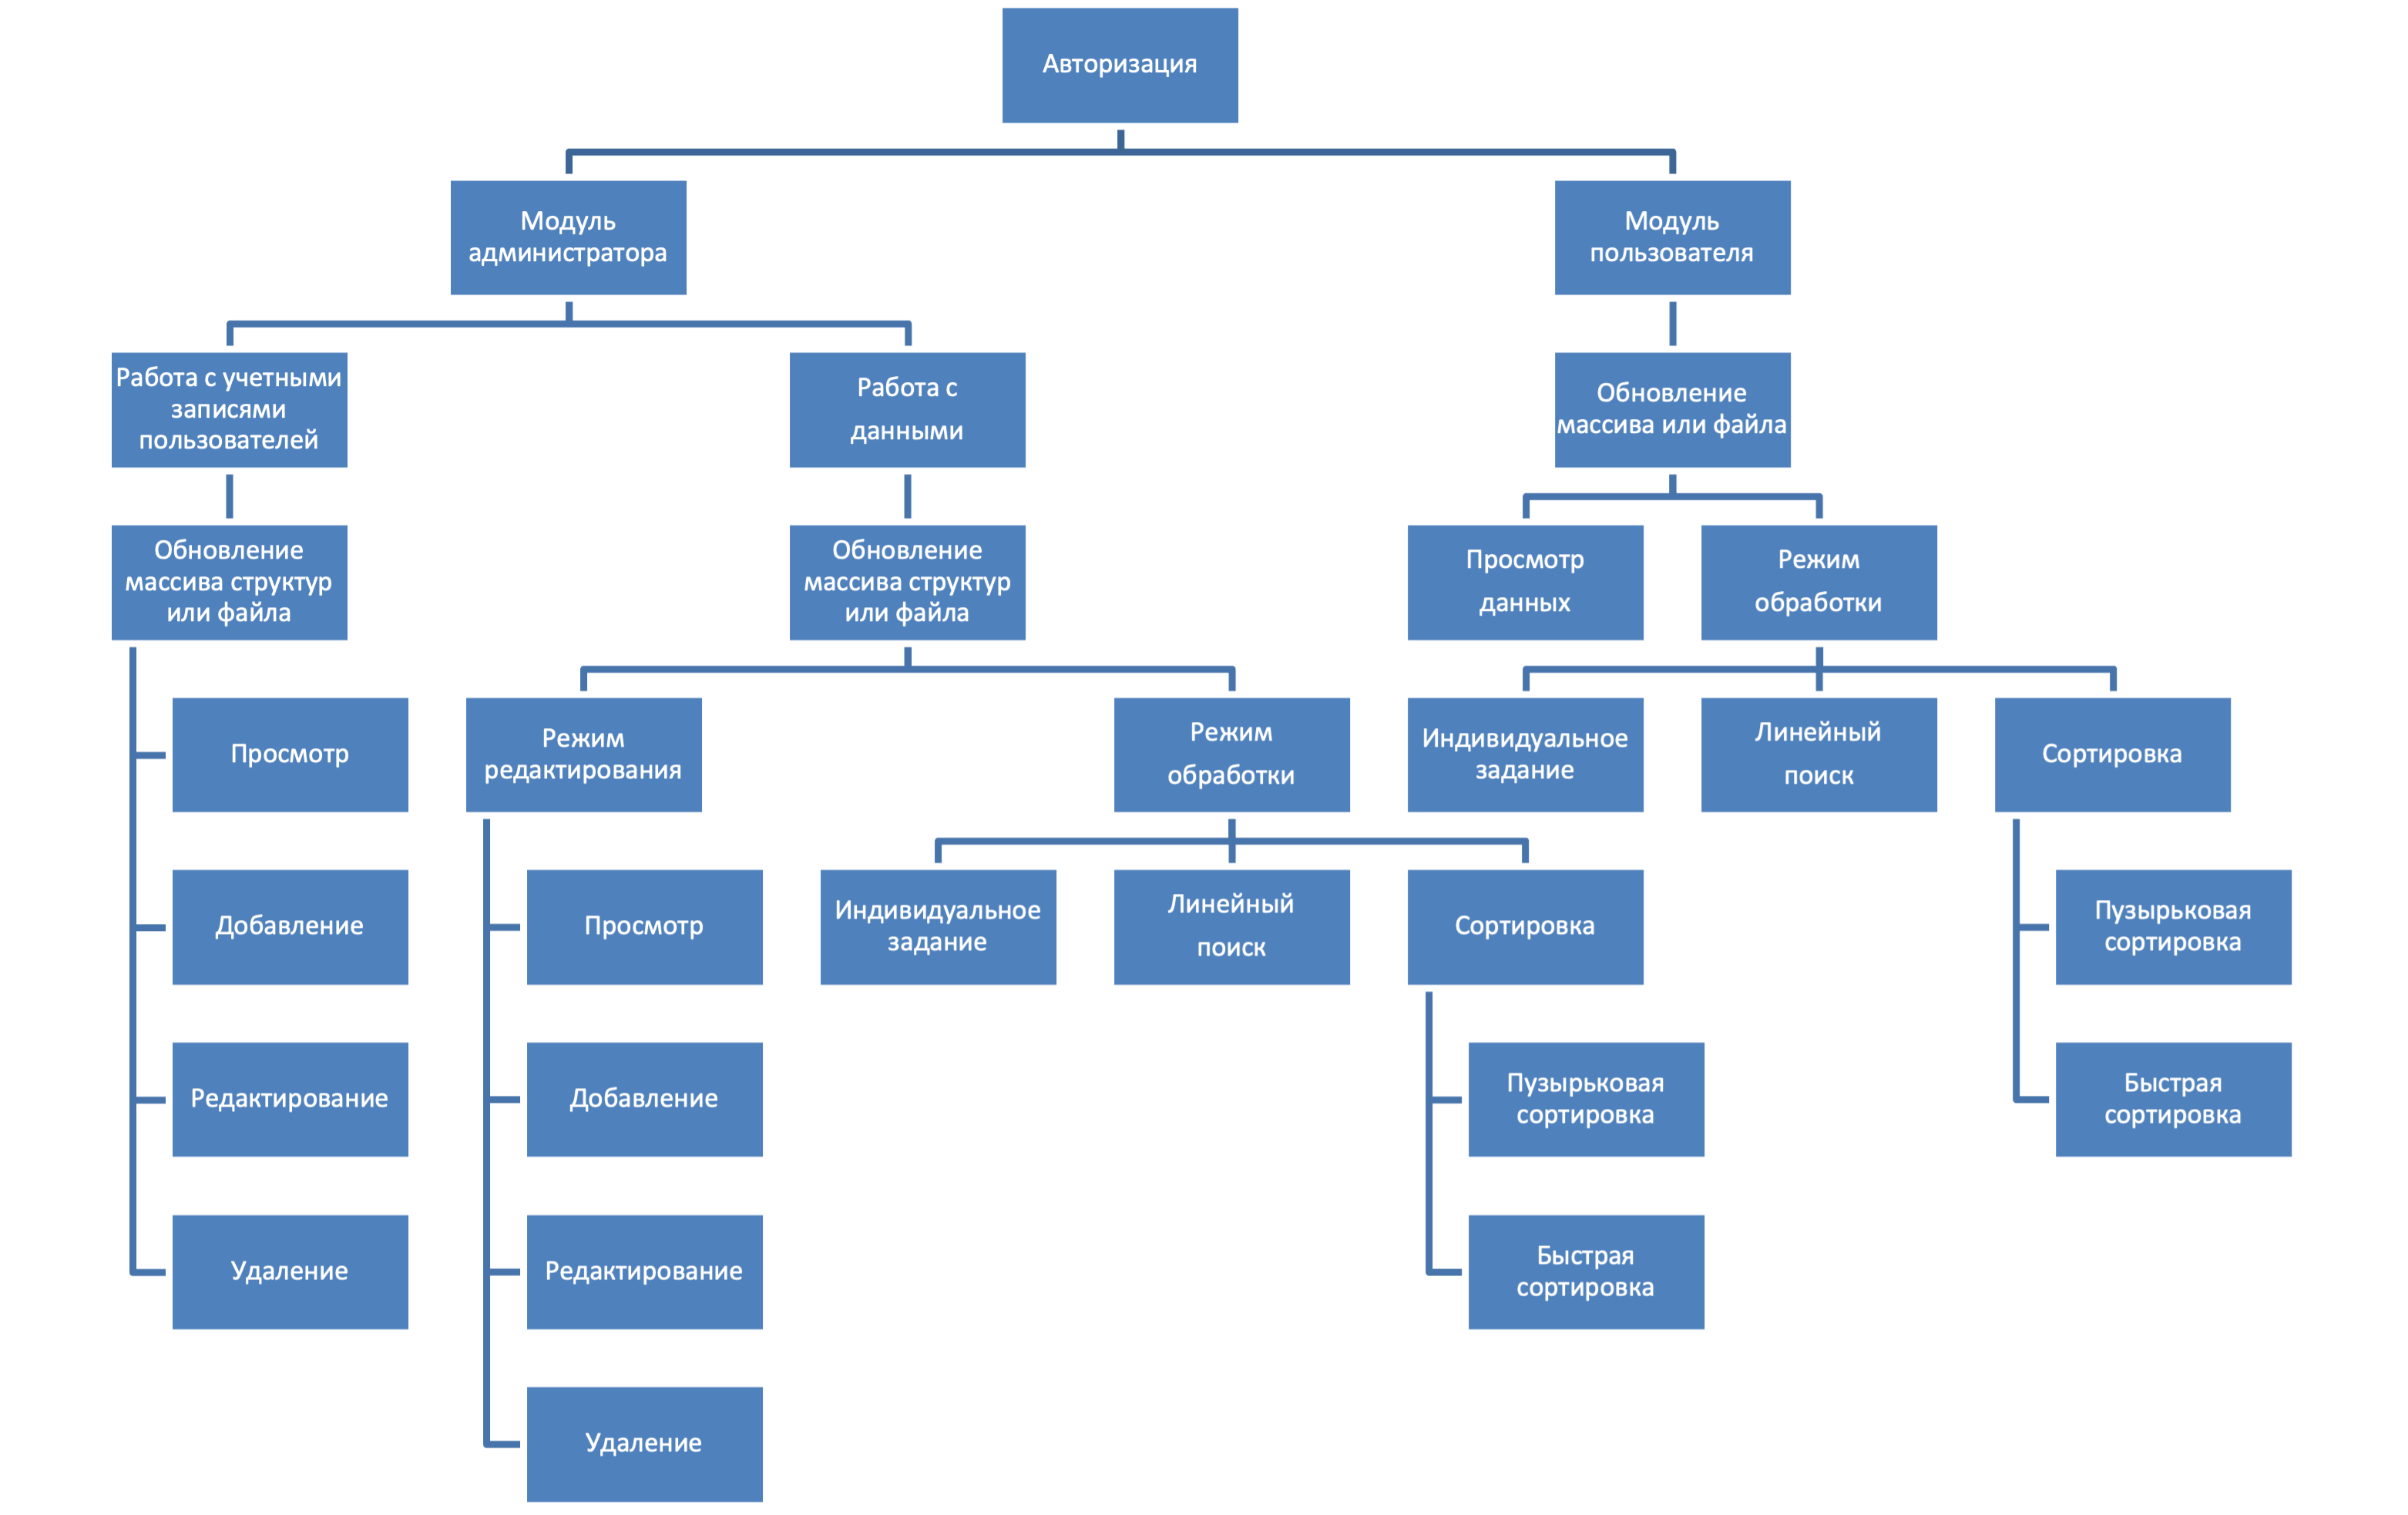 Авторизация
Модуль
администратора
Модуль
пользователя
Работа с учетными
записями
пользователей
Работа с
данными
Обновление
массива или файла
Обновление
массива структур
или файла
Обновление
массива структур
или файла
Просмотр
данных
Режим
обработки
Просмотр
Режим
редактирования
Режим
обработки
Индивидуальное
задание
Линейный
поиск
Сортировка
Добавление
Просмотр
Индивидуальное
задание
Линейный
поиск
Сортировка
Пузырьковая
сортировка
Редактирование
Добавление
Пузырьковая
сортировка
Быстрая
сортировка
Удаление
Редактирование
Быстрая
сортировка
Удаление